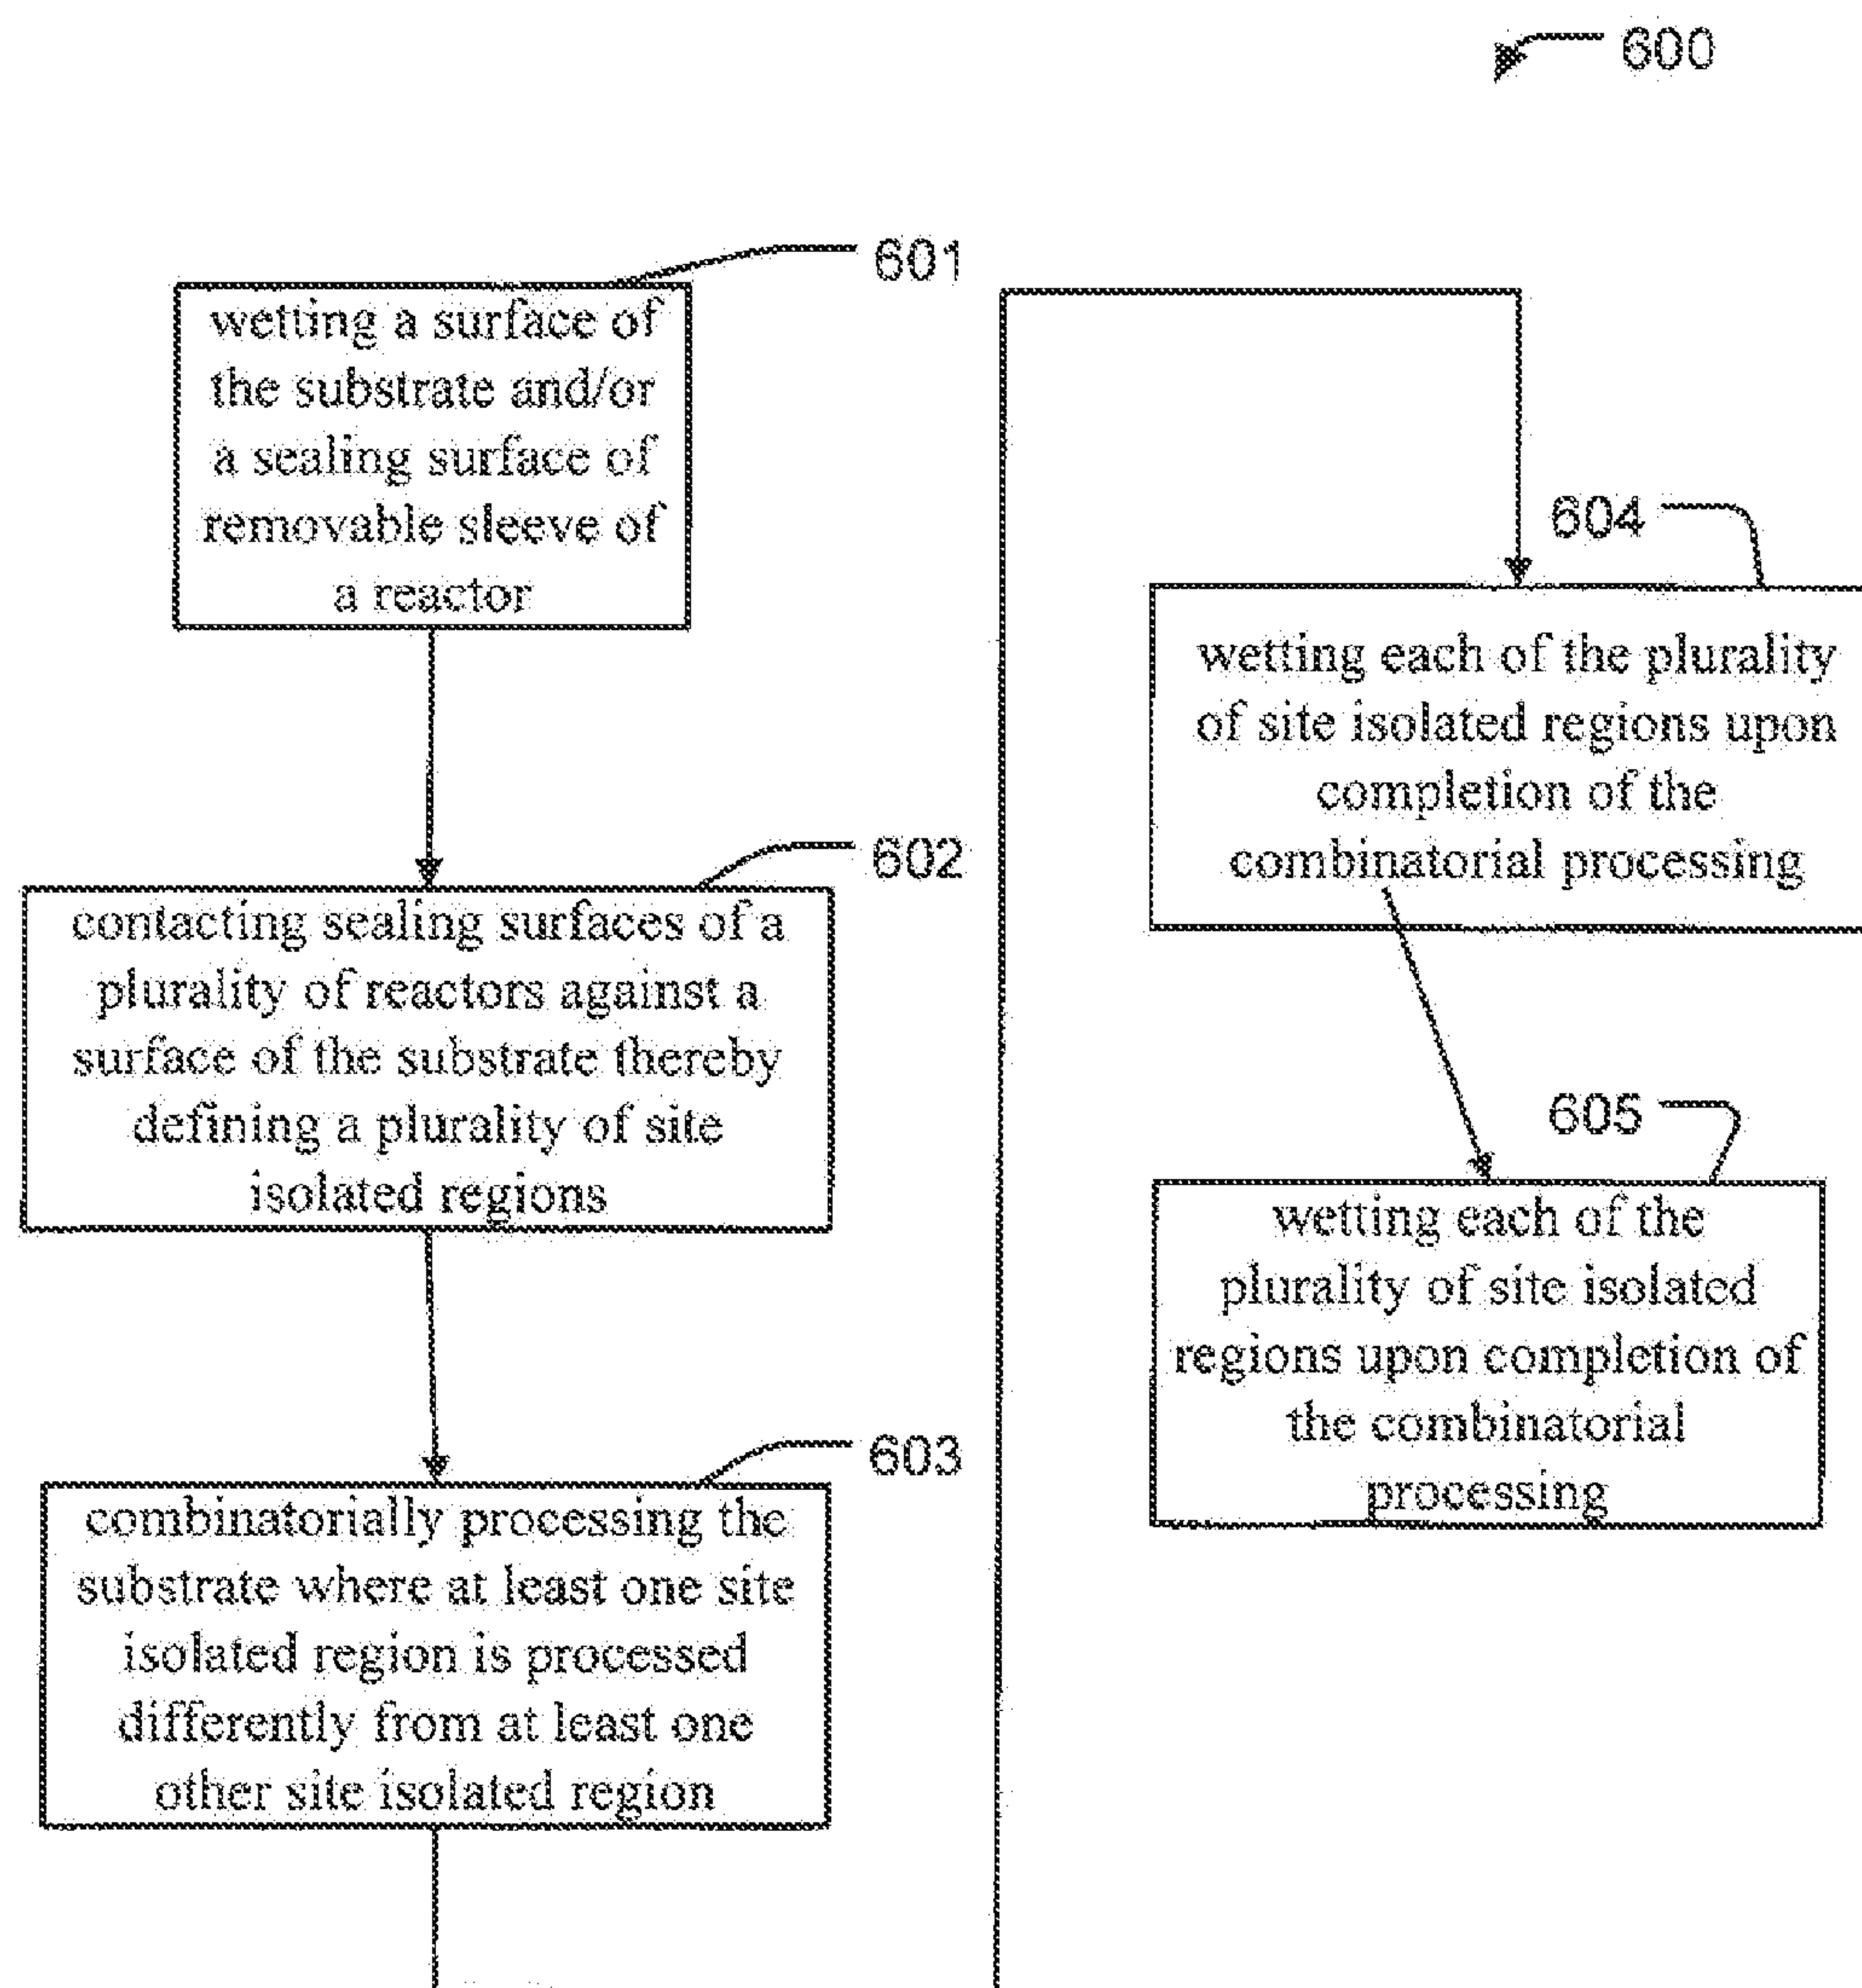 600
601
wetting a surface of
the substrate and/or
a sealing surface of
removable sleeve of
a reactor
602
contacting sealing surfaces of a
plurality of reactors against a
surface of the substrate thereby
defining a plurality of site
isolated regions
603
combinatorially processing the
substrate where at least one site
isolated region is processed
differently from at least one
other site isolated region
604
wetting each of the plurality
of site isolated regions upon
completion of the
combinatorial processing
605
wetting each of the
plurality of site isolated
regions upon completion of
the combinatorial
processing